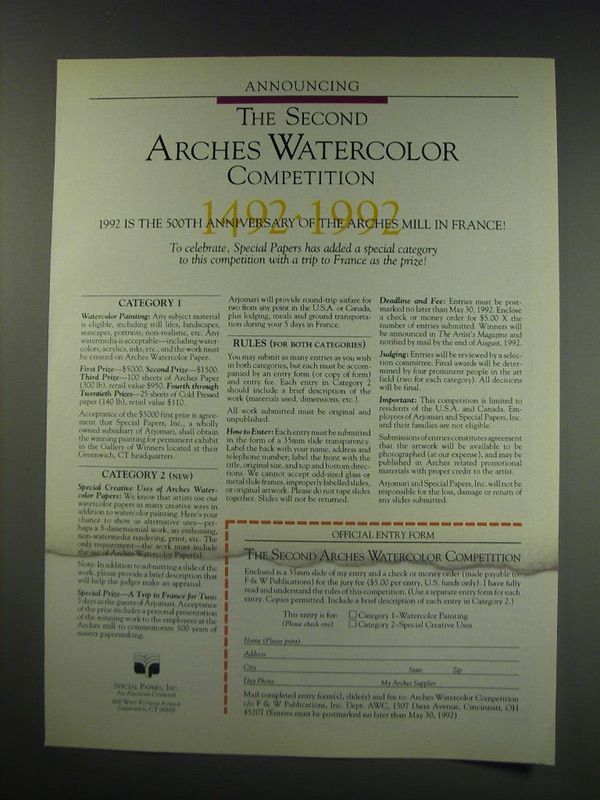 ANNOUNCING
THE SECOND
ARCHES WATERCOLOR
COMPETITION
1492·1992
1992 IS THE 500TH ANNIVERSARY OF THE ARCHES MILL IN FRANCE!
To celebrate, Special Papers has added a special category
to this competition with a trip to France as the prize!
CATEGORY 1
Watercolor Painting: Any subject material
is eligible, including still lifes, landscapes,
seascapes, portraits, non-realistic, etc. Any
watermedia is acceptable—including water-
colors, acrylics, inks, etc., and the work must
be created on Arches Watercolor Paper.
First Prize—$5000. Second Prize—$1500.
Third Prize—100 sheets of Arches Paper
(300 lb), retail value $950. Fourth through
Twentieth Prizes—25 sheets of Cold Pressed
paper (140 lb), retail value $110.
Acceptance of the $5000 first prize is agree-
ment that Special Papers, Inc., a wholly
owned subsidiary of Arjomari, shall obtain
the winning painting for permanent exhibit
in the Gallery of Winners located at their
Greenwich, CT headquarters.
CATEGORY 2 (NEW)
Special Creative Uses of Arches Water-
color Papers: We know that artists use our
watercolor papers in many creative ways in
addition to watercolor painting. Here's your
chance to show us alternative uses—per-
haps a 3-dimensional work, an embossing,
non-watermedia rendering, print, etc. The
only requirement—the work must include
the use of Arches Watercolor Paper(s).
Note: In addition to submitting a slide of the
work, please provide a brief description that
will help the judges make an appraisal.
Special Prize—A Trip to France for Two:
5 days as the guests of Arjomari. Acceptance
of the prize includes a personal presentation
of the winning work to the employees at the
Arches mill to commemorate 500 years of
master papermaking.
SPECIAL PAPERS, INC.
AN ARJOMARI COMPANY
600 WEST PUTNAM AVENUE
GREENWICH, CT 06830
Arjomari will provide round-trip airfare for
two from any point in the U.S.A. or Canada,
plus lodging, meals and ground transporta-
tion during your 5 days in France.
RULES (FOR BOTH CATEGORIES)
You may submit as many entries as you wish
in both categories, but each must be accom-
panied by an entry form (or copy of form)
and entry fee. Each entry in Category 2
should include a brief description of the
work (materials used, dimensions, etc.).
All work submitted must be original and
unpublished.
How to Enter: Each entry must be submitted
in the form of a 35mm slide transparency.
Label the back with your name, address and
telephone number; label the front with the
title, original size, and top and bottom direc-
tions. We cannot accept odd-sized glass or
metal slide frames, improperly labelled slides,
or original artwork. Please do not tape slides
together. Slides will not be returned.
Deadline and Fee: Entries must be post-
marked no later than May 30, 1992. Enclose
a check or money order for $5.00 X the
number of entries submitted. Winners will
be announced in The Artist's Magazine and
notified by mail by the end of August, 1992.
Judging: Entries will be reviewed by a selec-
tion committee. Final awards will be deter-
mined by four prominent people in the art
field (two for each category). All decisions
will be final.
Important: This competition is limited to
residents of the U.S.A. and Canada. Em-
ployees of Arjomari and Special Papers, Inc.
and their families are not eligible.
Submissions of entries constitutes agreement
that the artwork will be available to be
photographed (at our expense), and may be
published in Arches related promotional
materials with proper credit to the artist.
Arjomari and Special Papers, Inc. will not be
responsible for the loss, damage or return of
any slides submitted.
OFFICIAL ENTRY FORM
THE SECOND ARCHES WATERCOLOR COMPETITION
Enclosed is a 35mm slide of my entry and a check or money order (made payable to:
F & W Publications) for the jury fee ($5.00 per entry, U.S. funds only). I have fully
read and understand the rules of this competition. (Use a separate entry form for each
entry. Copies permitted. Include a brief description of each entry in Category 2.)
This entry is for: Category 1–Watercolor Painting
(Please check one) Category 2–Special Creative Uses
Name (Please print)
Address
City State Zip
Day Phone My Arches Supplier
Mail completed entry form(s), slide(s) and fee to: Arches Watercolor Competition
c/o F & W Publications, Inc. Dept. AWC, 1507 Dana Avenue, Cincinnati, OH
45207 (Entries must be postmarked no later than May 30, 1992)